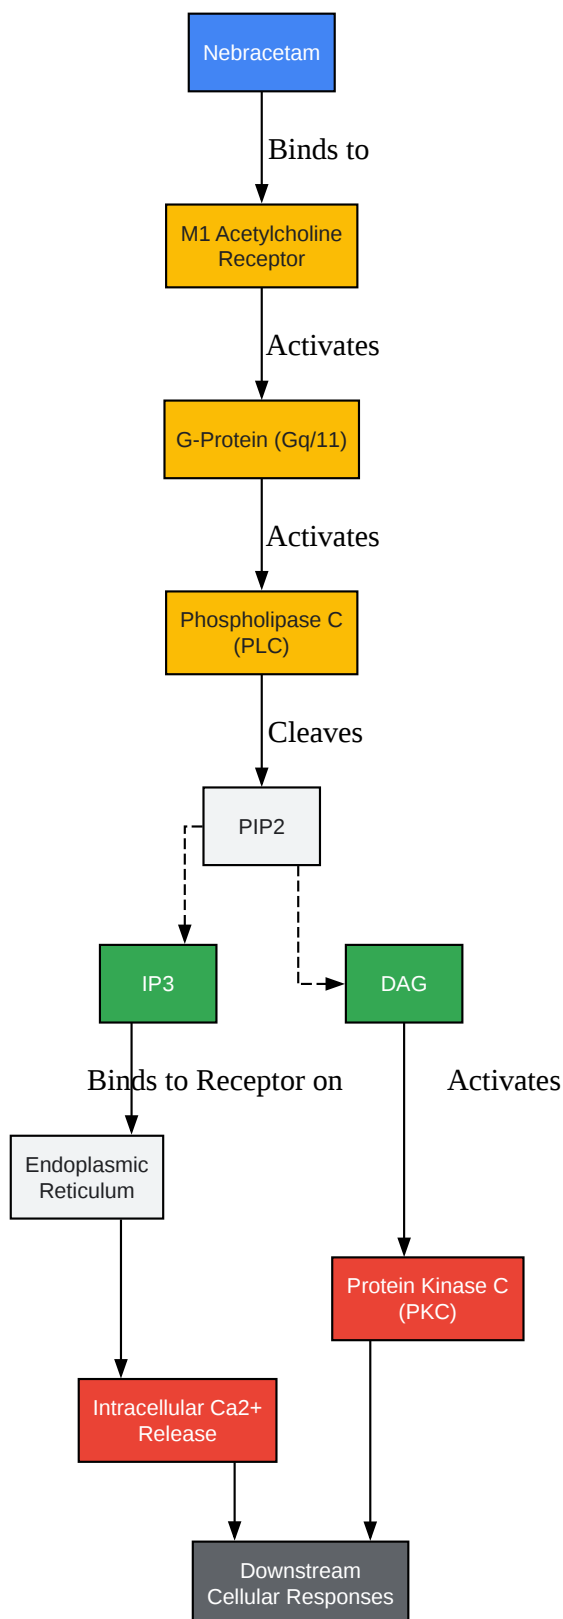 Nebracetam
Binds to
M1 Acetylcholine
Receptor
Activates
G-Protein (Gq/11)
Activates
Phospholipase C
(PLC)
Cleaves
PIP2
IP3
DAG
Binds to Receptor on
Activates
Endoplasmic
Reticulum
Protein Kinase C
(PKC)
Intracellular Ca2+
Release
Downstream
Cellular Responses